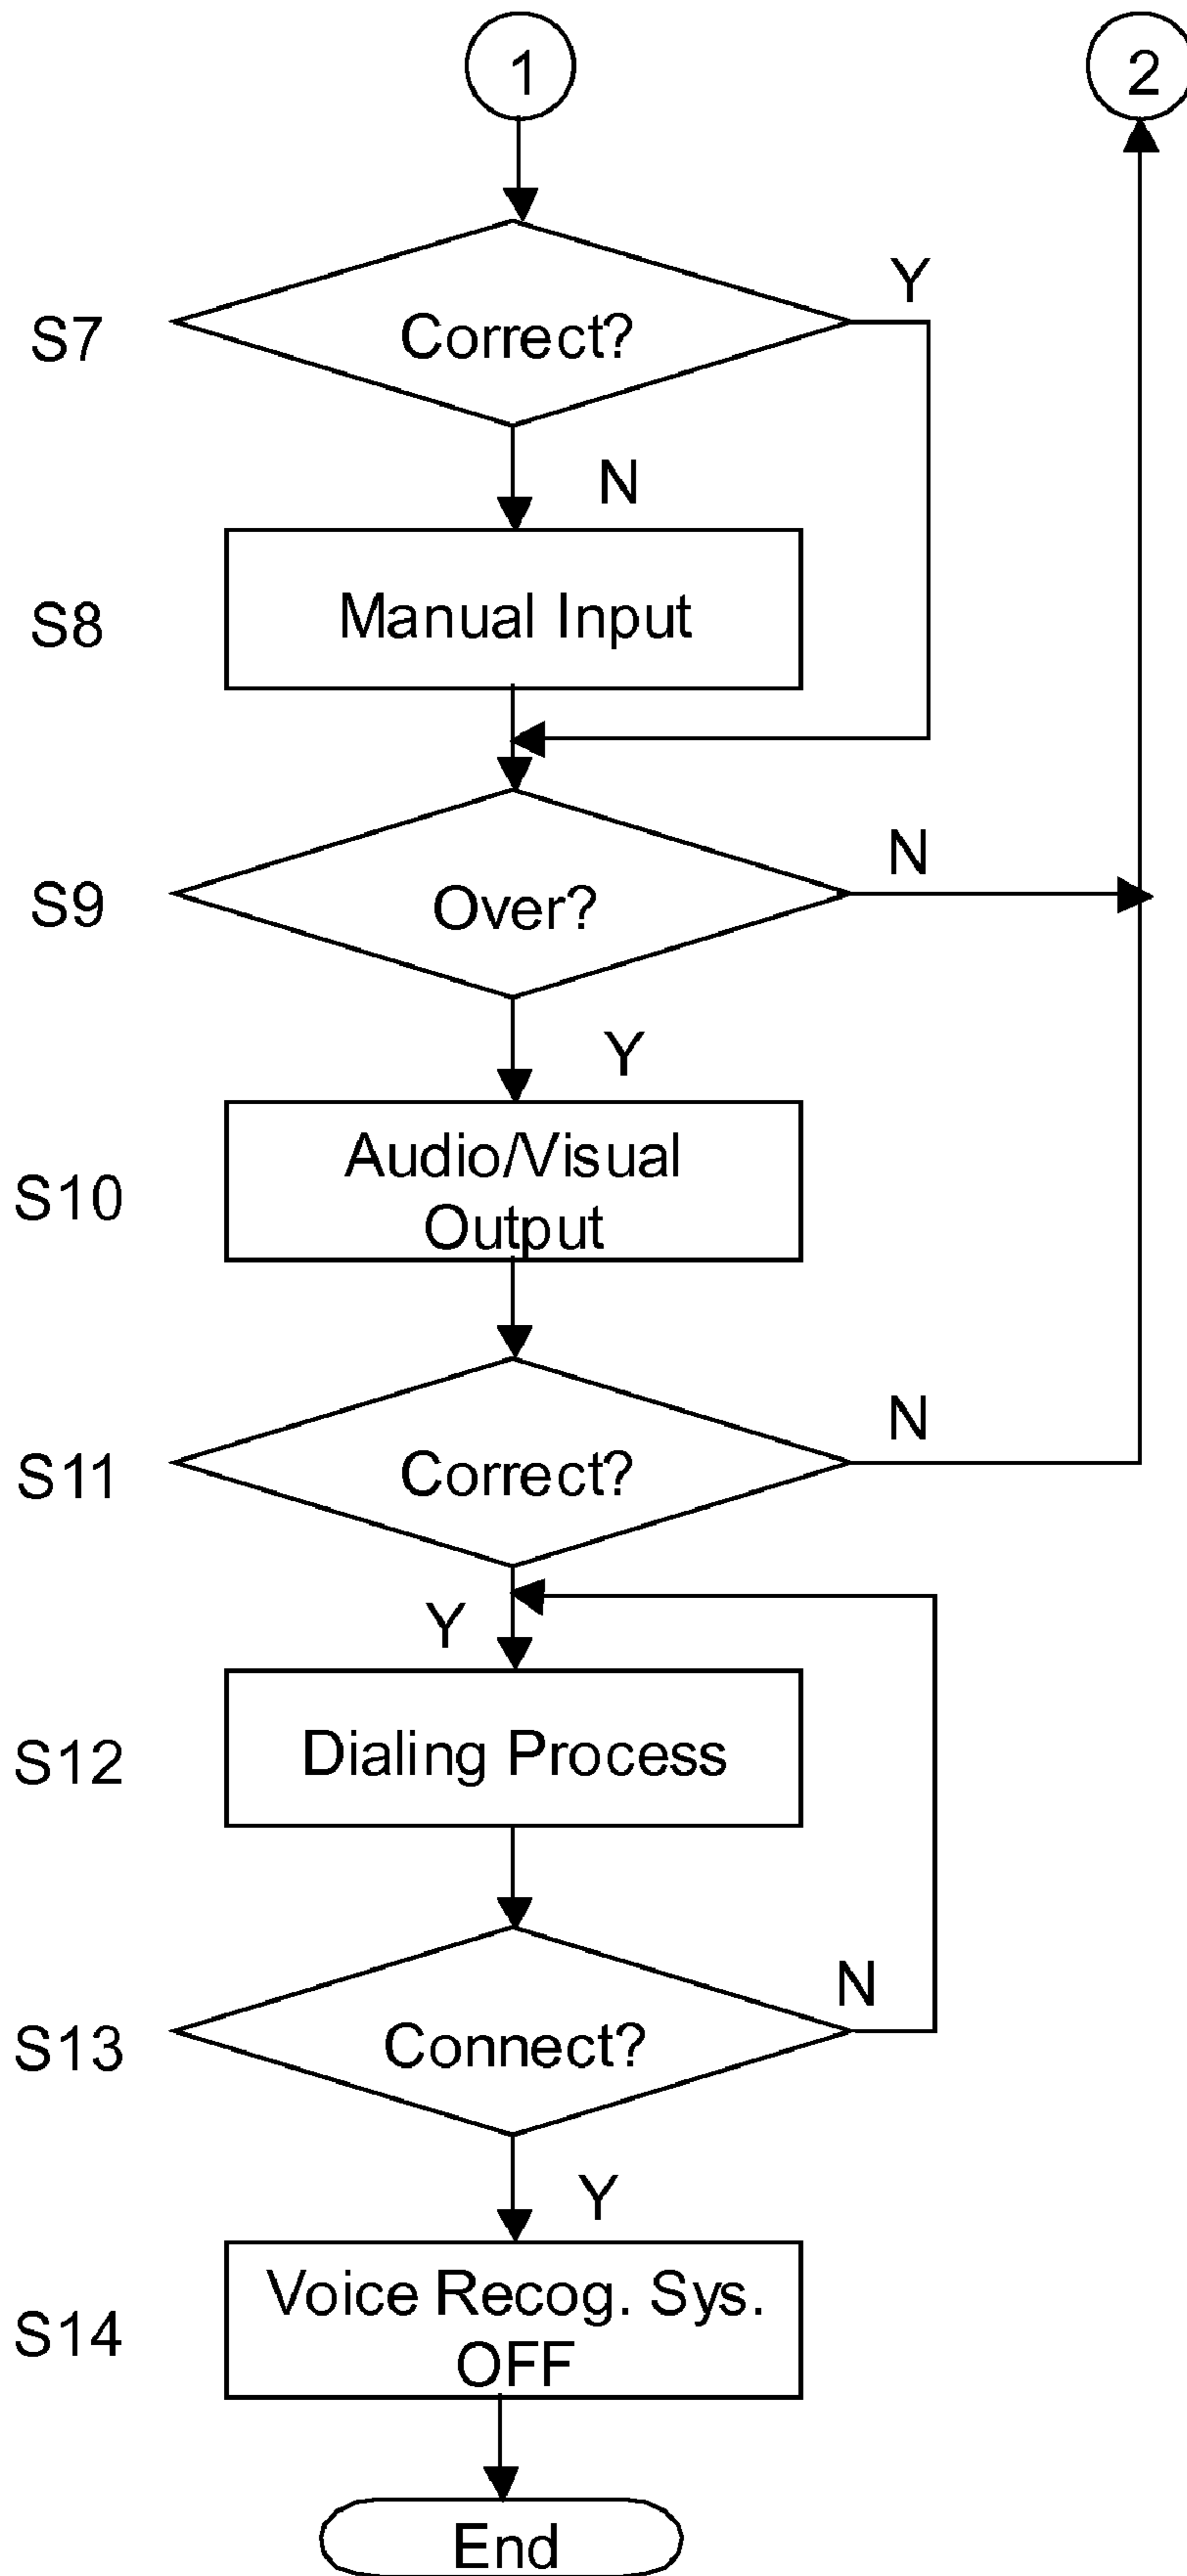 1
2
S7
Correct?
Y
N
S8
Manual Input
S9
Over?
N
Y
S10
Audio/Visual
Output
S11
Correct?
N
Y
S12
Dialing Process
S13
Connect?
N
Y
S14
Voice Recog. Sys.
OFF
End